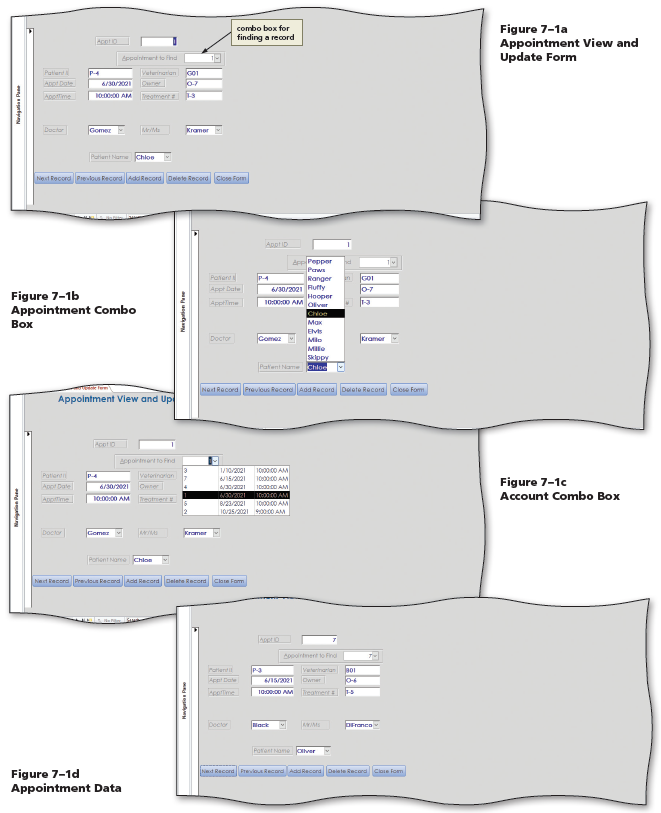 combo box for
finding a record
Figure 7–1a
Appointment View and
Update Form
Navigation Pane
Appt ID 1
Appointment to Find 1
Patient # P-4 Veterinarian G01
Appt Date 6/30/2021 Owner O-7
ApptTime 10:00:00 AM Treatment # T-3
Doctor Gomez Mr/Ms Kramer
Patient Name Chloe
Next Record Previous Record Add Record Delete Record Close Form
No Filter
Figure 7–1b
Appointment Combo
Box
Navigation Pane
Appt ID 1
Appo nd 1
Patient # P-4 an G01
Appt Date 6/30/2021 O-7
ApptTime 10:00:00 AM # T-3
Pepper
Paws
Ranger
Fluffy
Hooper
Oliver
Chloe
Max
Elvis
Milo
Millie
Skippy
Doctor Gomez Kramer
Patient Name Chloe
Next Record Previous Record Add Record Delete Record Close Form
Figure 7–1c
Account Combo Box
nd Update Form
Appointment View and Up
Navigation Pane
Appt ID 1
Appointment to Find
Patient # P-4 Veterinarian
Appt Date 6/30/2021 Owner
ApptTime 10:00:00 AM Treatment #
3 1/10/2021 10:00:00 AM
7 6/15/2021 10:00:00 AM
4 6/30/2021 10:00:00 AM
1 6/30/2021 10:00:00 AM
5 8/23/2021 10:00:00 AM
2 10/25/2021 9:00:00 AM
Doctor Gomez Mr/Ms Kramer
Patient Name Chloe
Next Record Previous Record Add Record Delete Record Close Form
No Filter
Figure 7–1d
Appointment Data
Navigation Pane
Appt ID 7
Appointment to Find 7
Patient # P-3 Veterinarian B01
Appt Date 6/15/2021 Owner O-6
ApptTime 10:00:00 AM Treatment # T-5
Doctor Black Mr/Ms DiFranco
Patient Name Oliver
Next Record Previous Record Add Record Delete Record Close Form